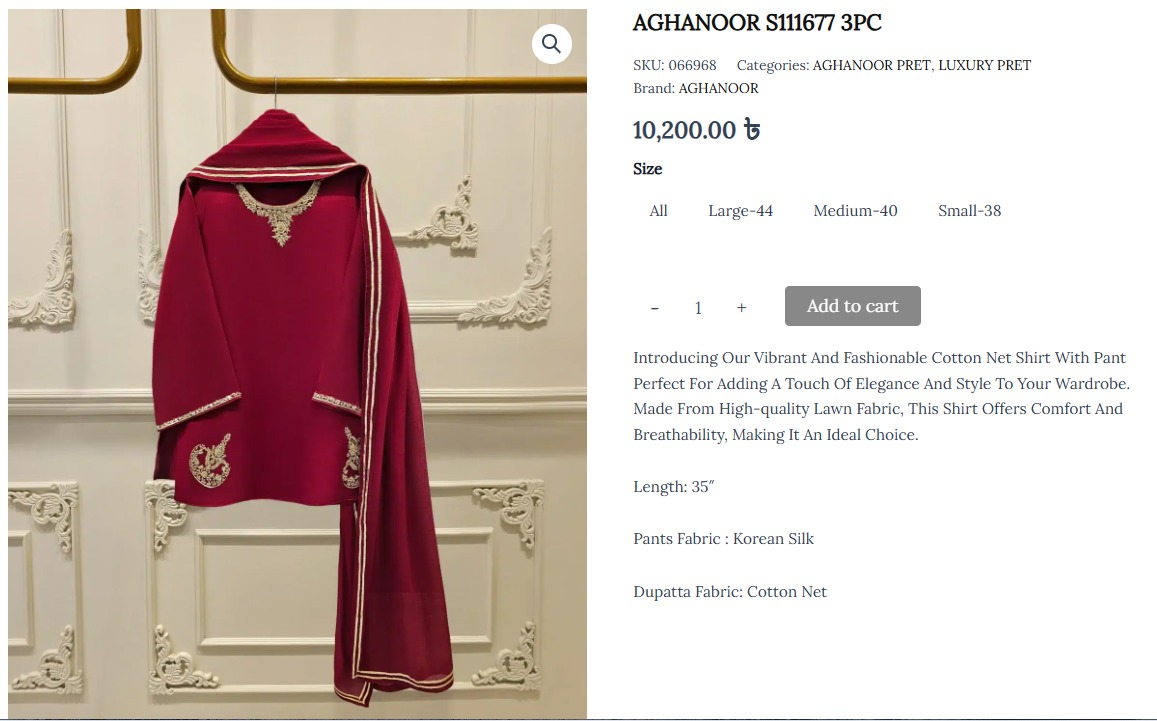 AGHANOOR S111677 3PC
SKU: 066968 Categories: AGHANOOR PRET, LUXURY PRET
Brand: AGHANOOR
10,200.00 ৳
Size
All Large-44 Medium-40 Small-38
- 1 + Add to cart
Introducing Our Vibrant And Fashionable Cotton Net Shirt With Pant
Perfect For Adding A Touch Of Elegance And Style To Your Wardrobe.
Made From High-quality Lawn Fabric, This Shirt Offers Comfort And
Breathability, Making It An Ideal Choice.
Length: 35″
Pants Fabric : Korean Silk
Dupatta Fabric: Cotton Net